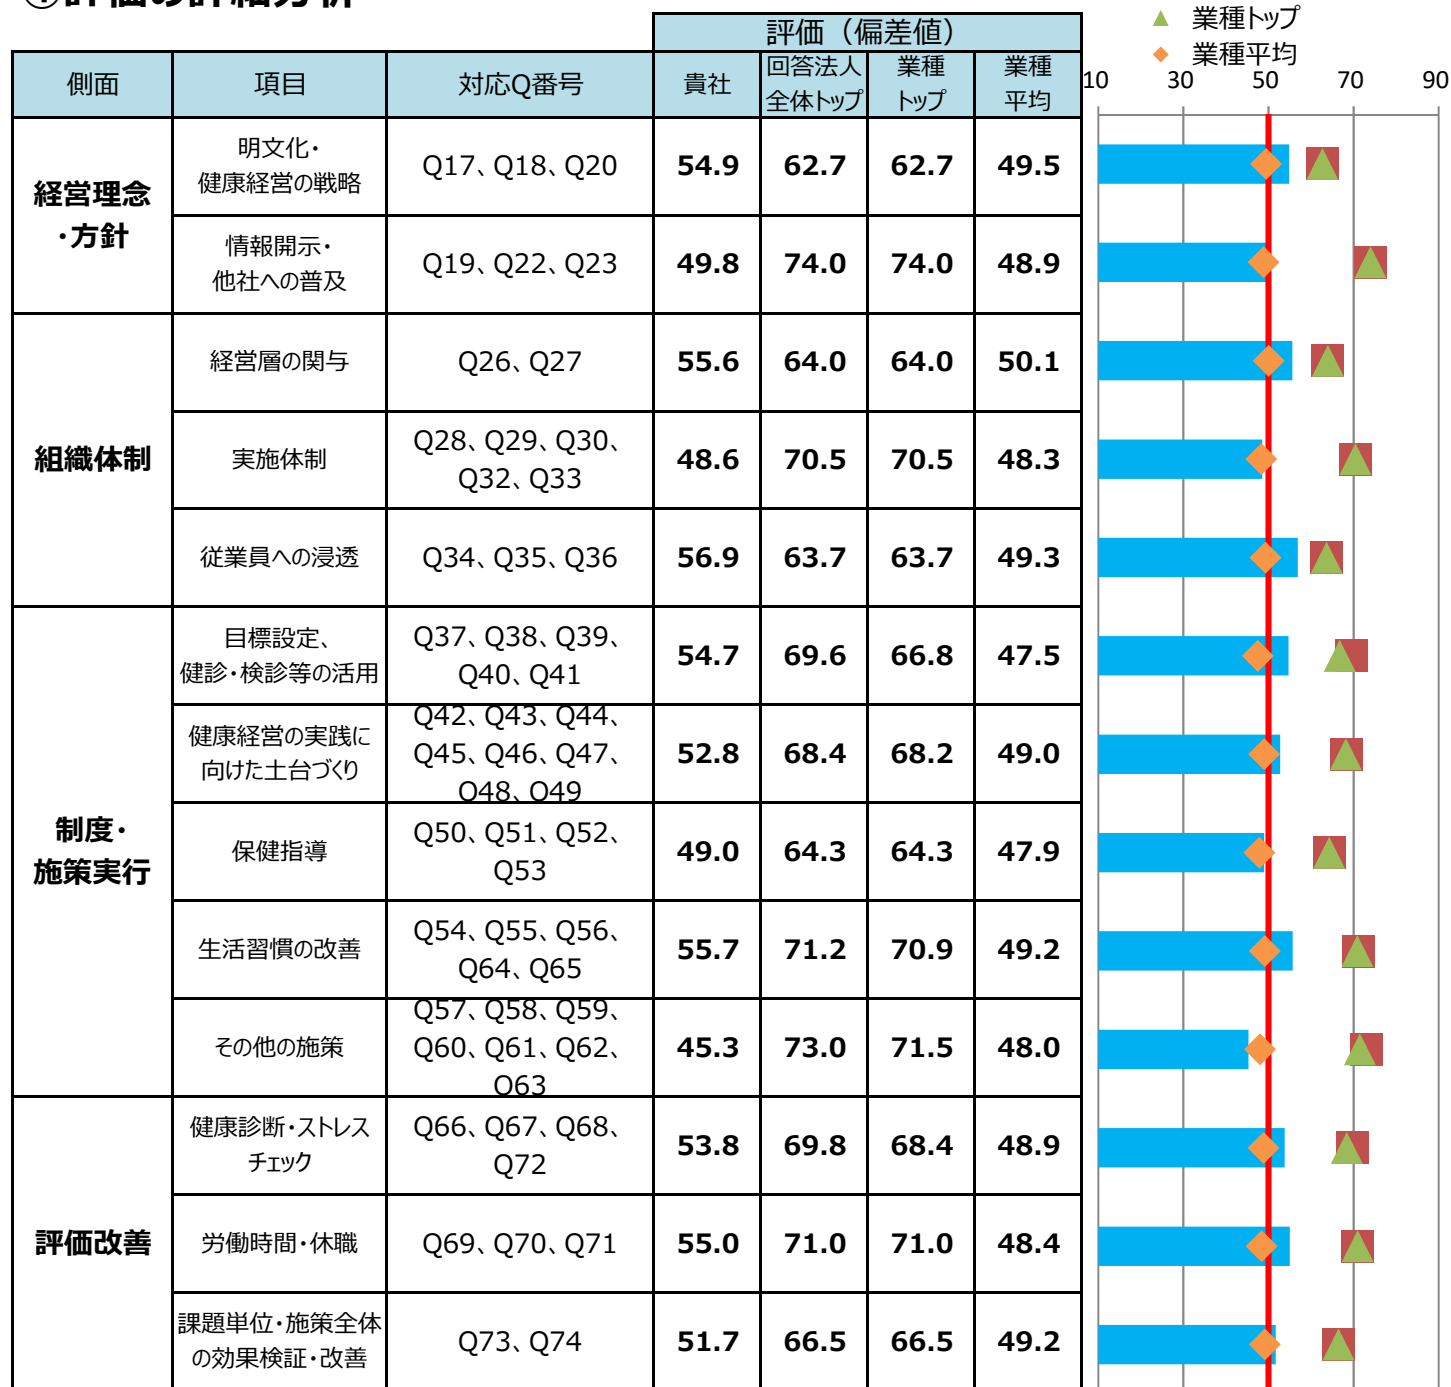 ①評価の詳細分析
▲ 業種トップ
◆ 業種平均
評価（偏差値）
側面 項目 対応Q番号 貴社 回答法人 業種 業種
全体トップ トップ 平均
10 30 50 70 90
経営理念
・方針
明文化・
健康経営の戦略
Q17、Q18、Q20 54.9 62.7 62.7 49.5
情報開示・
他社への普及
Q19、Q22、Q23 49.8 74.0 74.0 48.9
組織体制
経営層の関与 Q26、Q27 55.6 64.0 64.0 50.1
実施体制
Q28、Q29、Q30、
Q32、Q33
48.6 70.5 70.5 48.3
従業員への浸透 Q34、Q35、Q36 56.9 63.7 63.7 49.3
制度・
施策実行
目標設定、
健診・検診等の活用
Q37、Q38、Q39、
Q40、Q41
54.7 69.6 66.8 47.5
健康経営の実践に
向けた土台づくり
Q42、Q43、Q44、
Q45、Q46、Q47、
Q48、Q49
52.8 68.4 68.2 49.0
保健指導
Q50、Q51、Q52、
Q53
49.0 64.3 64.3 47.9
生活習慣の改善
Q54、Q55、Q56、
Q64、Q65
55.7 71.2 70.9 49.2
その他の施策
Q57、Q58、Q59、
Q60、Q61、Q62、
Q63
45.3 73.0 71.5 48.0
評価改善
健康診断・ストレス
チェック
Q66、Q67、Q68、
Q72
53.8 69.8 68.4 48.9
労働時間・休職 Q69、Q70、Q71 55.0 71.0 71.0 48.4
課題単位・施策全体
の効果検証・改善
Q73、Q74 51.7 66.5 66.5 49.2